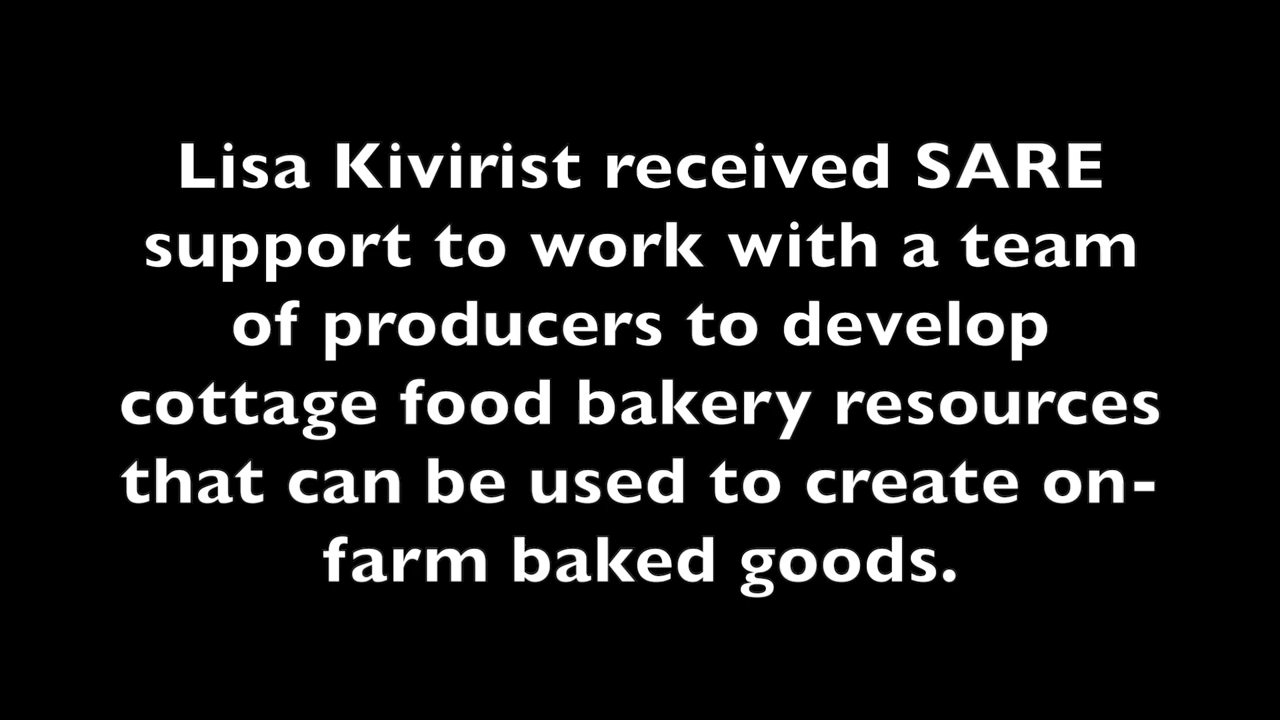 Lisa Kivirist received SARE
support to work with a team
of producers to develop
cottage food bakery resources
that can be used to create on-
farm baked goods.